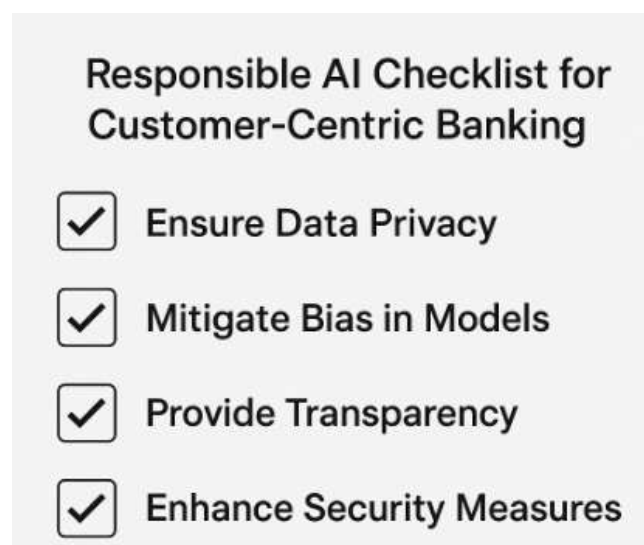 Responsible AI Checklist for
Customer-Centric Banking
Ensure Data Privacy
Mitigate Bias in Models
Provide Transparency
Enhance Security Measures